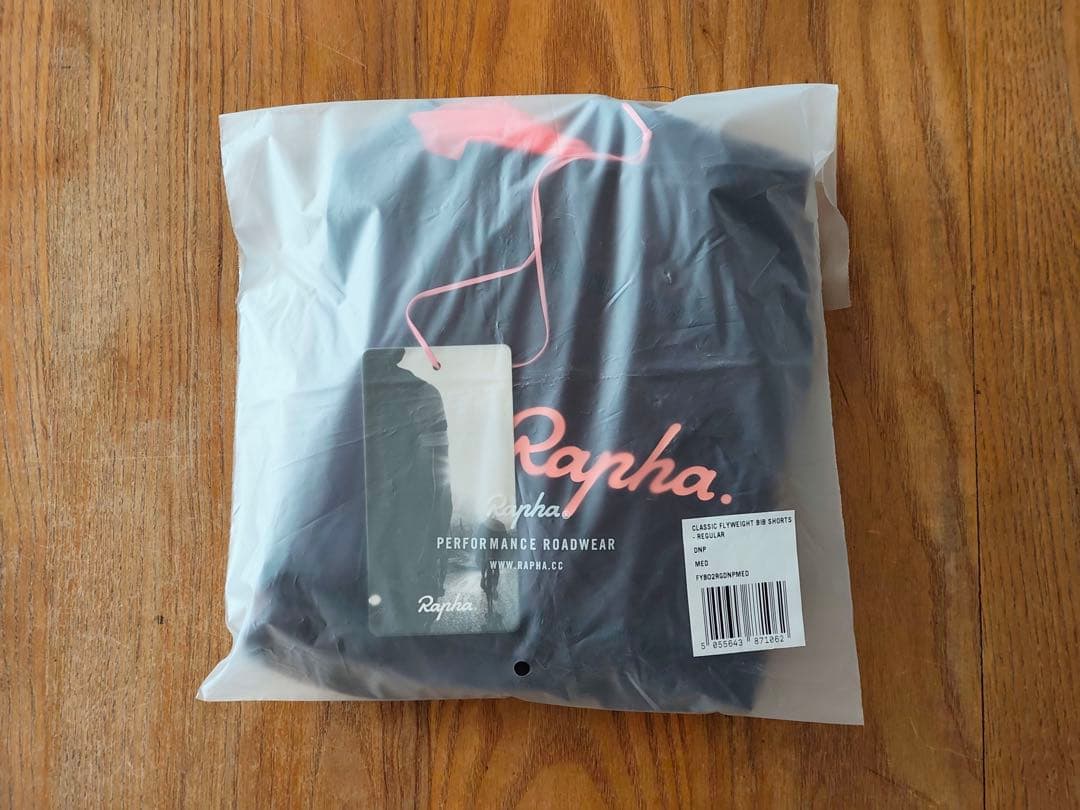 Rapha.
Rapha.
PERFORMANCE ROADWEAR
WWW.RAPHA.CC
Rapha.
CLASSIC FLYWEIGHT BIB SHORTS
- REGULAR
DNP
MED
FYB02RGDNPMED
5 055643 871062